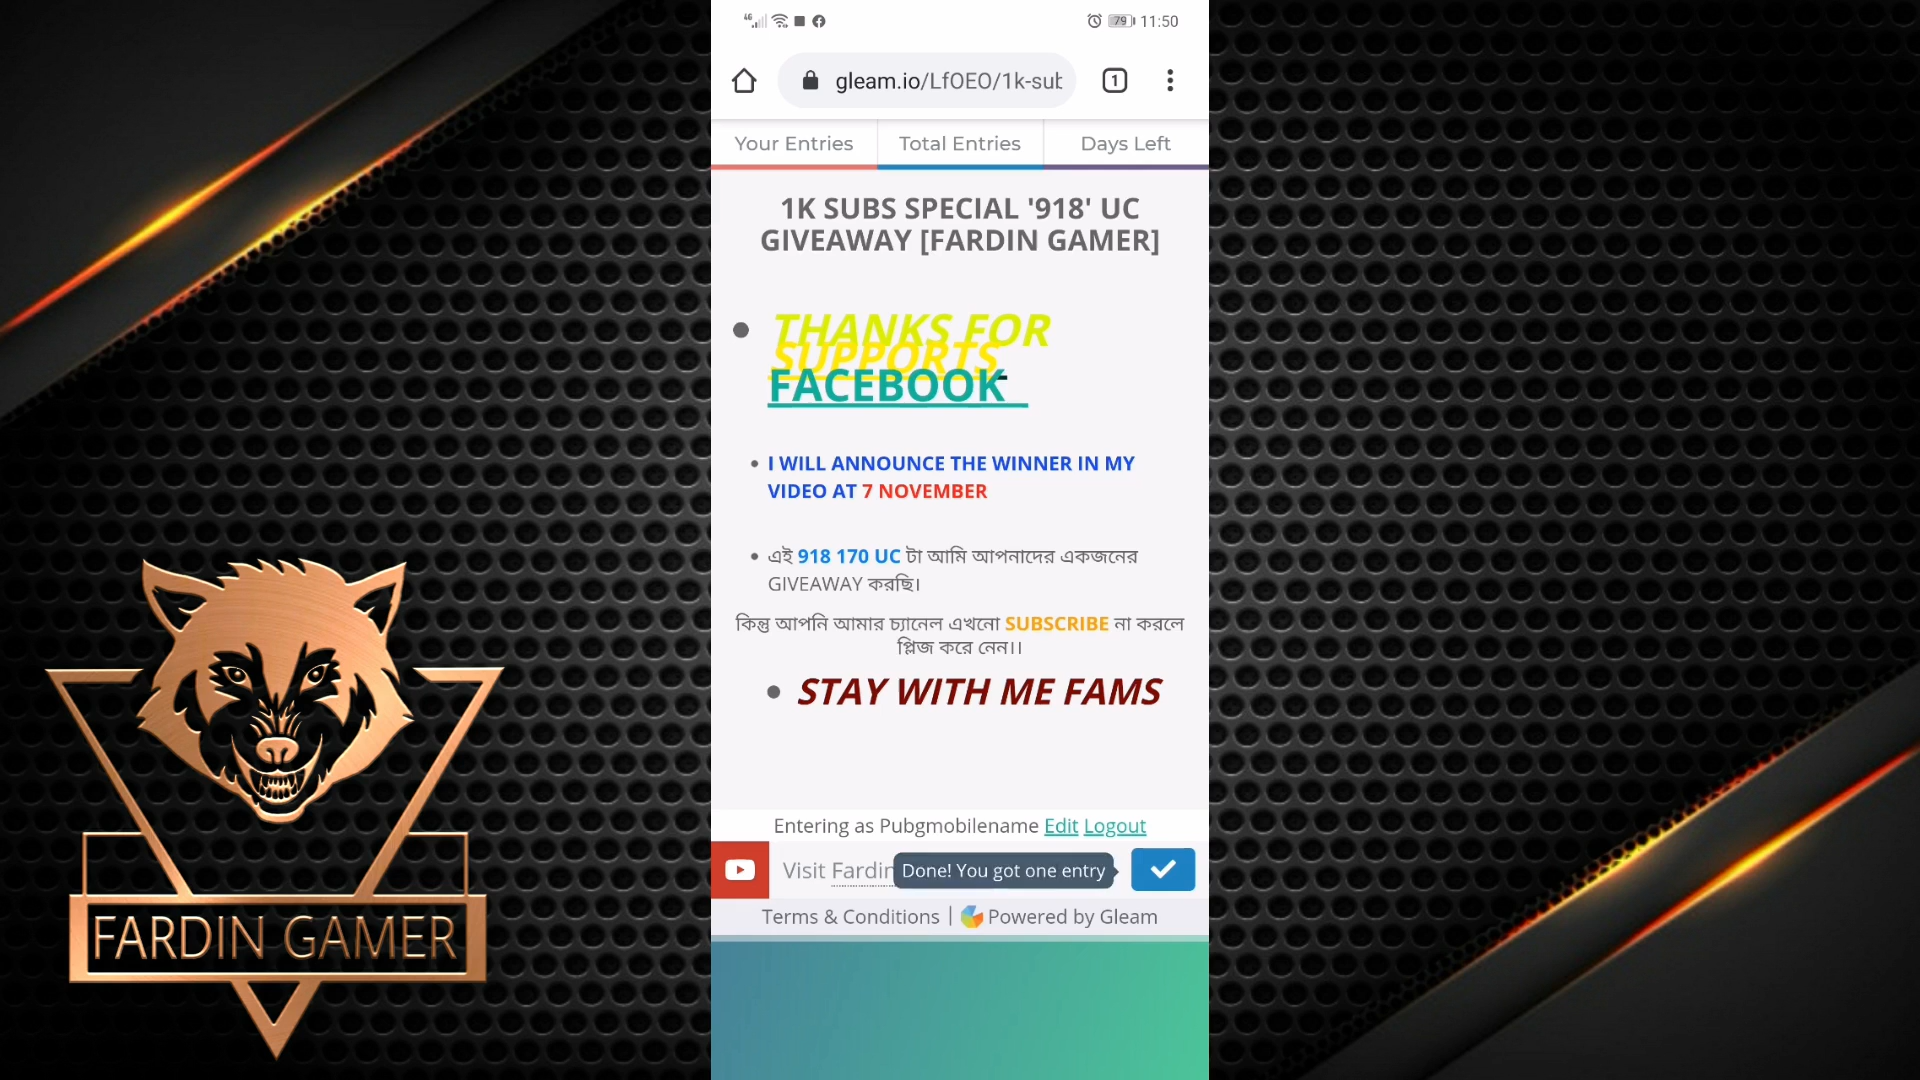 4G 79 11:50
gleam.io/LfOEO/1k-sub
1
Your Entries Total Entries Days Left
1K SUBS SPECIAL '918' UC
GIVEAWAY [FARDIN GAMER]
THANKS FOR
SUPPORTS
FACEBOOK
I WILL ANNOUNCE THE WINNER IN MY
VIDEO AT 7 NOVEMBER
এই 918 170 UC টা আমি আপনাদের একজনের
GIVEAWAY করছি।
কিন্তু আপনি আমার চ্যানেল এখনো SUBSCRIBE না করলে
প্লিজ করে নেন।।
STAY WITH ME FAMS
Entering as Pubgmobilename Edit Logout
Visit Fardin Done! You got one entry
Terms & Conditions | Powered by Gleam
FARDIN GAMER